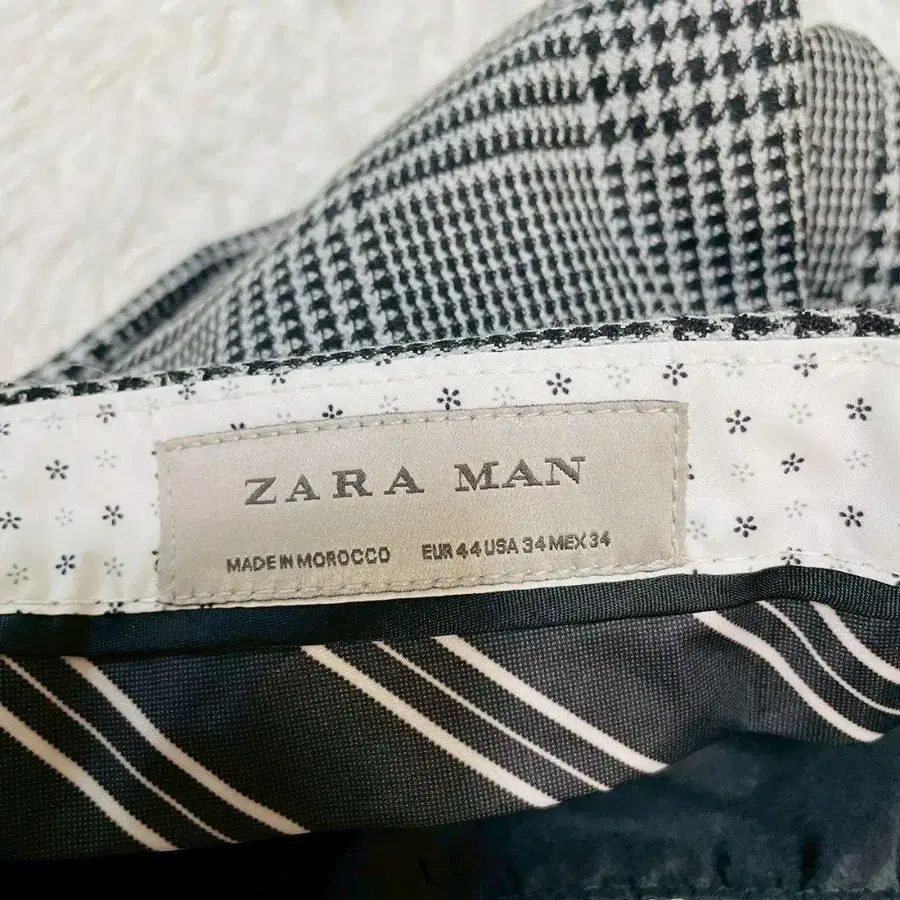 ZARA MAN
MADE IN MOROCCO EUR 44 USA 34 MEX 34